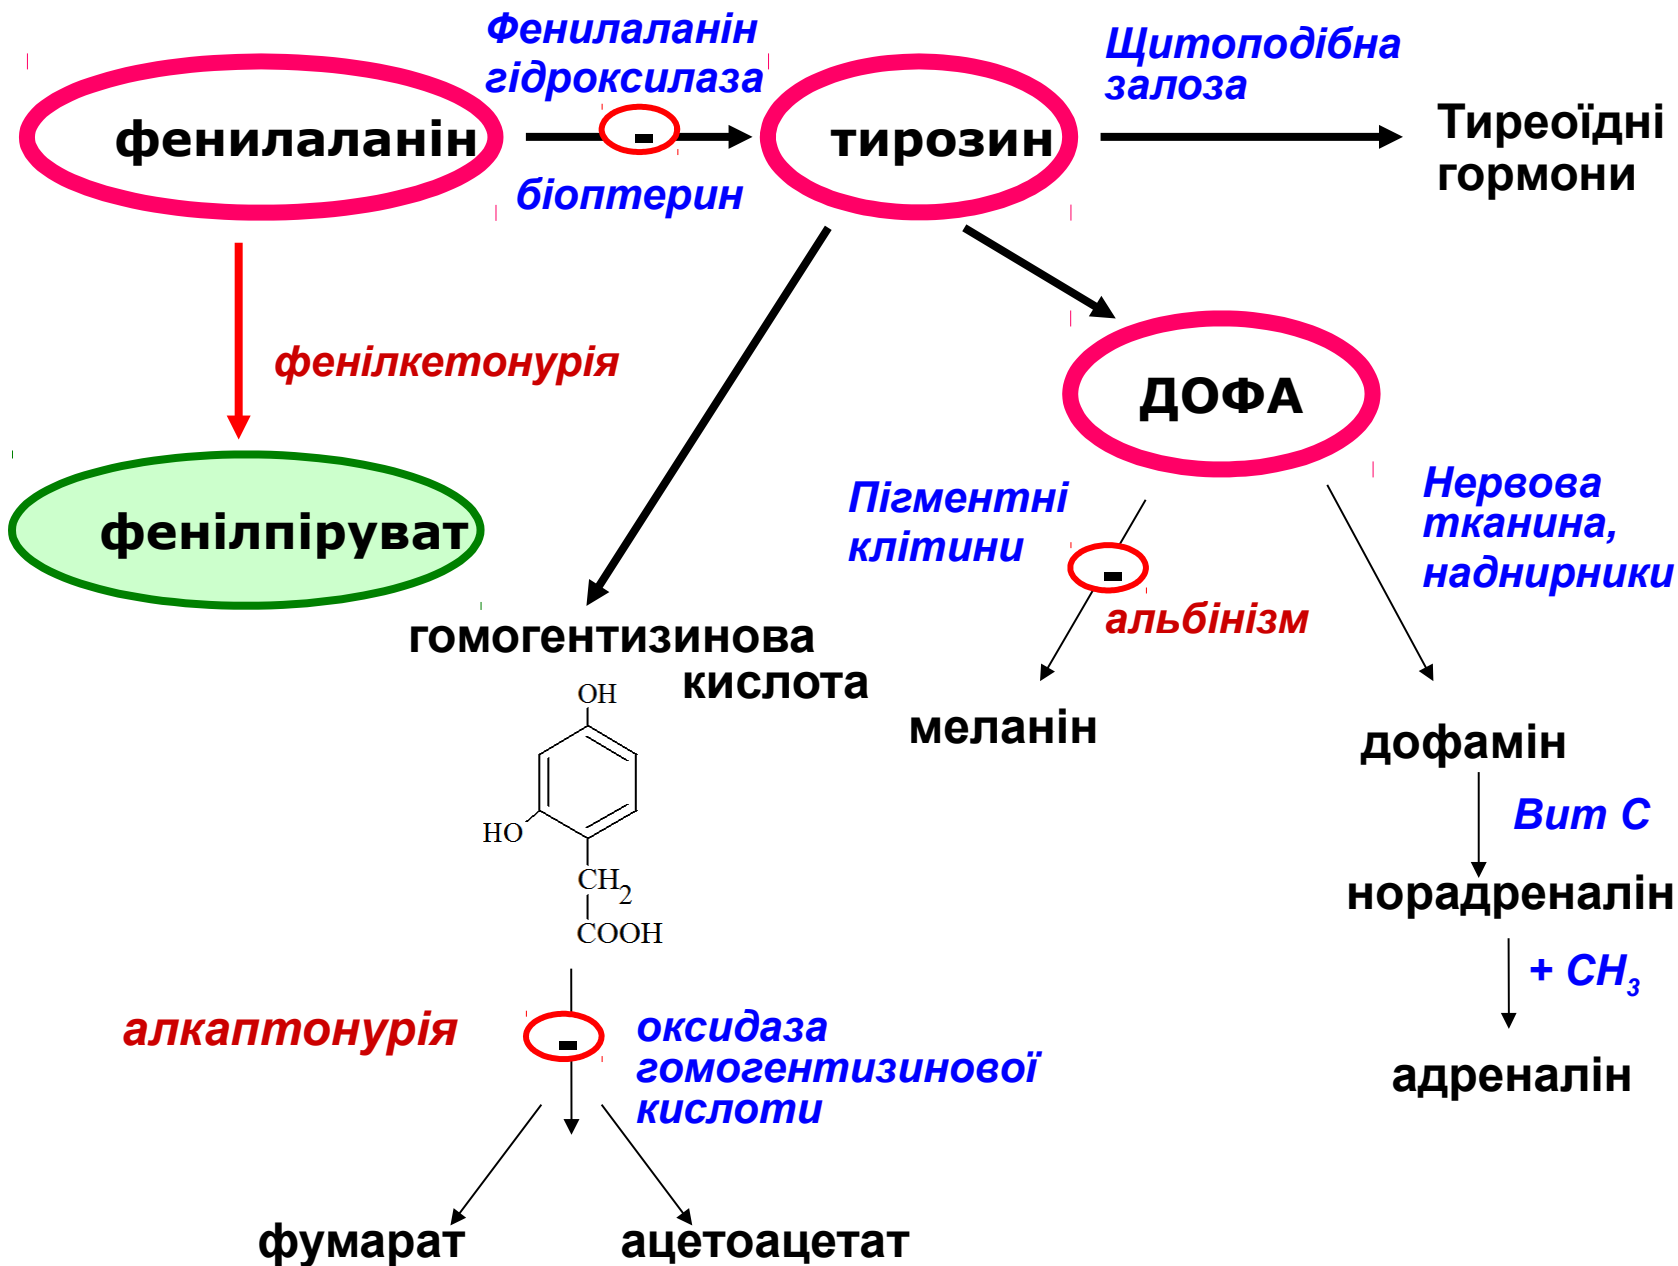 Фенилаланін
гідроксилаза
фенилаланін
-
біоптерин
тирозин
Щитоподібна
залоза
Тиреоїдні
гормони
фенілкетонурія
фенілпіруват
ДОФА
Пігментні
клітини
-
альбінізм
меланін
Нервова
тканина,
наднирники
дофамін
Вит С
норадреналін
+ СН3
адреналін
гомогентизинова
кислота
OH
HO
CH2
COOH
алкаптонурія
-
оксидаза
гомогентизинової
кислоти
фумарат
ацетоацетат